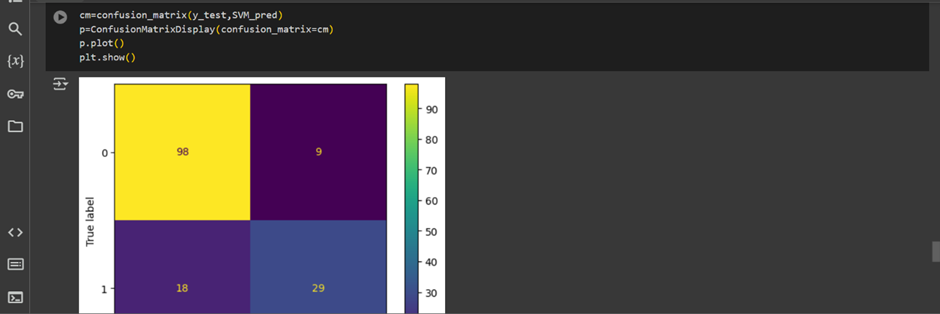 cm=confusion_matrix(y_test,SVM_pred)
p=ConfusionMatrixDisplay(confusion_matrix=cm)
p.plot()
plt.show()
{x}
90
98
9
0
80
70
60
True label
50
40
18
29
1
30